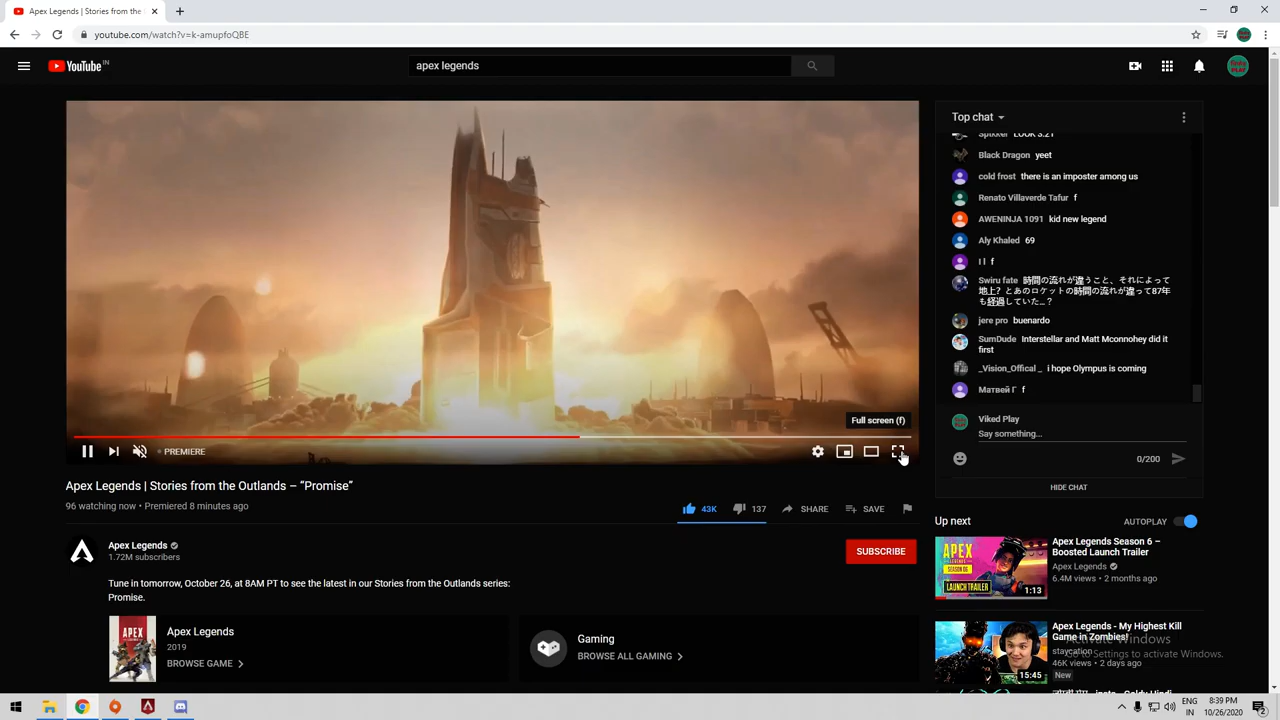 Apex Legends | Stories from the
youtube.com/watch?v=k-amupfoQBE
YouTube IN
apex legends
Top chat
Spikker LOOK 3:21
Black Dragon yeet
cold frost there is an imposter among us
Renato Villaverde Tafur f
AWENINJA 1091 kid new legend
Aly Khaled 69
I I f
Swiru fate 時間の流れが違うこと、それによって
地上？とあのロケットの時間の流れが違って87年
も経過していた…？
jere pro buenardo
SumDude Interstellar and Matt Mconnohey did it
first
_Vision_Offical _ i hope Olympus is coming
Матвей Г f
Viked Play
Say something...
0/200
HIDE CHAT
Full screen (f)
PREMIERE
Apex Legends | Stories from the Outlands – “Promise”
96 watching now • Premiered 8 minutes ago
43K
137
SHARE
SAVE
Apex Legends
1.72M subscribers
SUBSCRIBE
Tune in tomorrow, October 26, at 8AM PT to see the latest in our Stories from the Outlands series:
Promise.
APEX
Apex Legends
2019
BROWSE GAME
Gaming
BROWSE ALL GAMING
Up next
AUTOPLAY
APEX
LEGENDS
SEASON 06
LAUNCH TRAILER
1:13
Apex Legends Season 6 –
Boosted Launch Trailer
Apex Legends
6.4M views • 2 months ago
15:45
Apex Legends - My Highest Kill
Game in Zombies!
staycation
46K views • 2 days ago
New
Activate Windows
Go to Settings to activate Windows.
ENG
IN
8:39 PM
10/26/2020
2